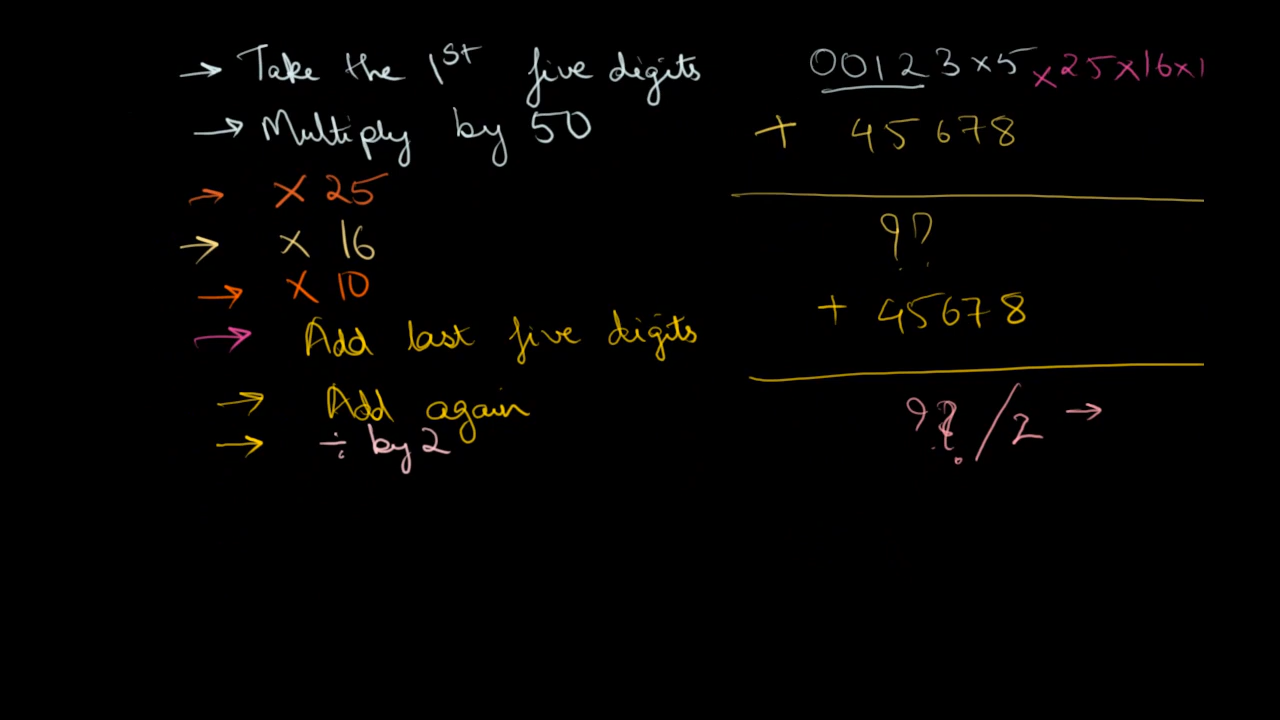 → Take the 1st five digits
→ Multiply by 50
→ × 25
→ × 16
→ × 10
→ Add last five digits
→ Add again
→ ÷ by 2
00123×5×25×16×1
+ 45678
??
+ 45678
?? / 2 →